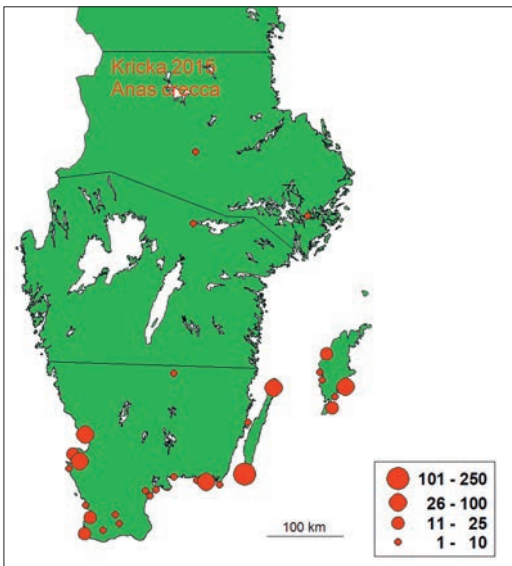 Kricka 2015
Anas crecca
101 - 250
26 - 100
11 - 25
1 - 10
100 km